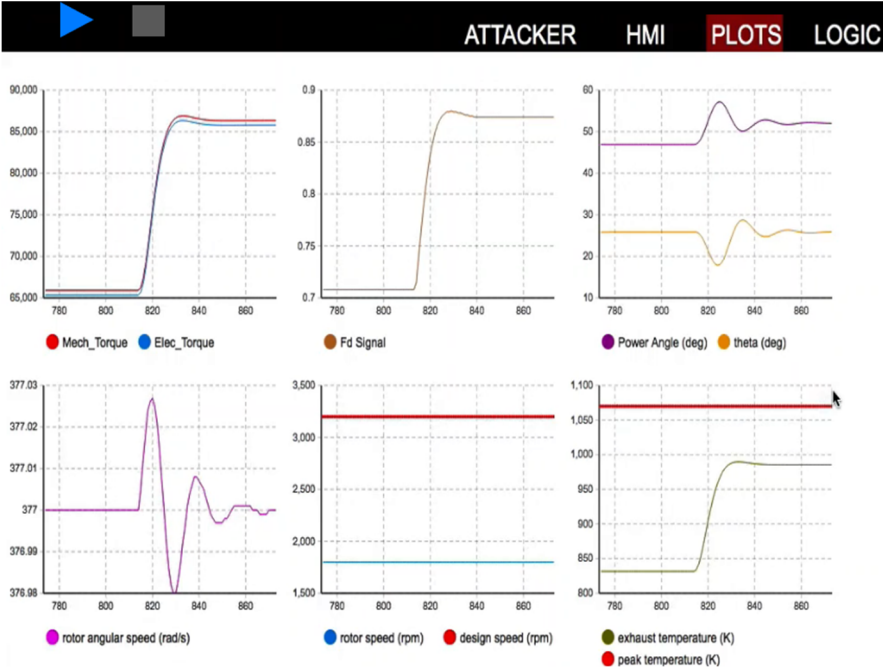 ATTACKER HMI PLOTS LOGIC
90,000
85,000
80,000
75,000
70,000
65,000
780 800 820 840 860
Mech_Torque Elec_Torque
0.9
0.85
0.8
0.75
0.7
780 800 820 840 860
Fd Signal
60
50
40
30
20
10
780 800 820 840 860
Power Angle (deg) theta (deg)
377.03
377.02
377.01
377
376.99
376.98
780 800 820 840 860
rotor angular speed (rad/s)
3,500
3,000
2,500
2,000
1,500
780 800 820 840 860
rotor speed (rpm) design speed (rpm)
1,100
1,050
1,000
950
900
850
800
780 800 820 840 860
exhaust temperature (K)
peak temperature (K)